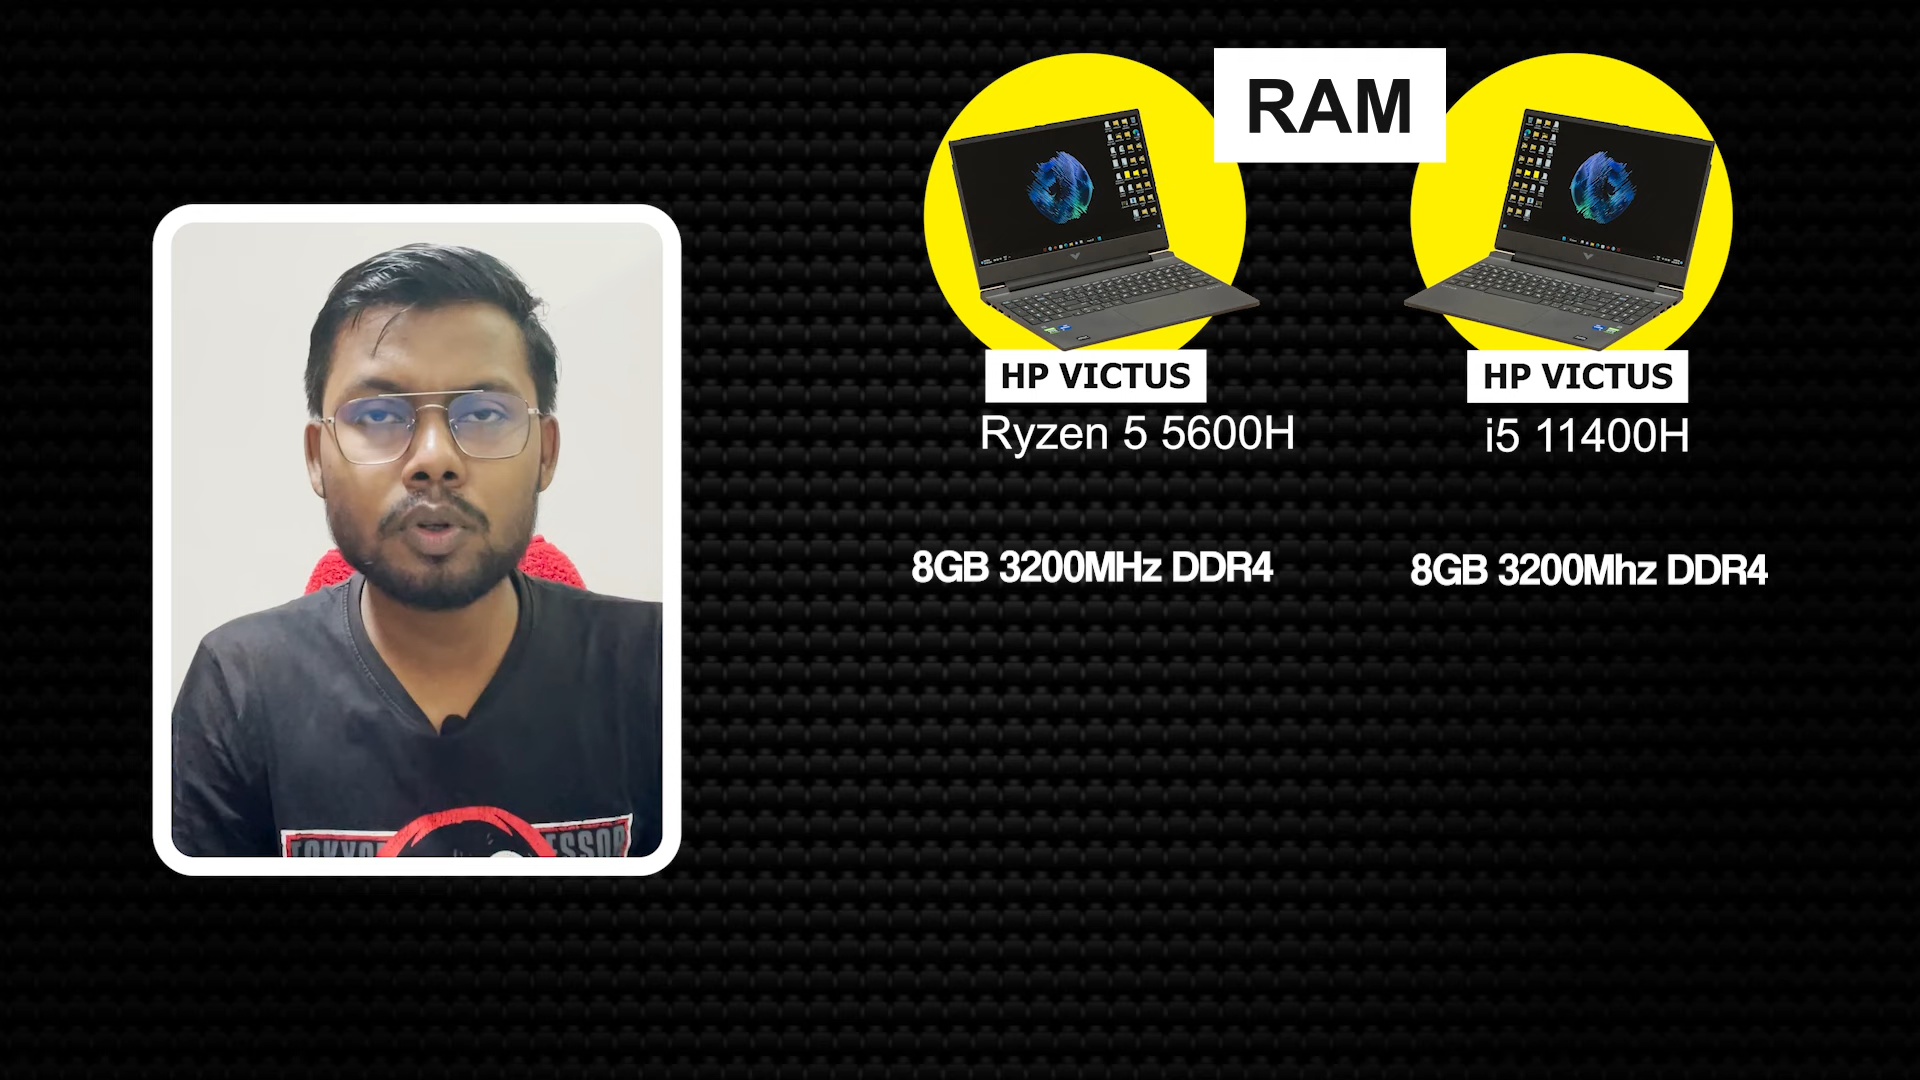 RAM
HP VICTUS
Ryzen 5 5600H
8GB 3200MHz DDR4
HP VICTUS
i5 11400H
8GB 3200Mhz DDR4